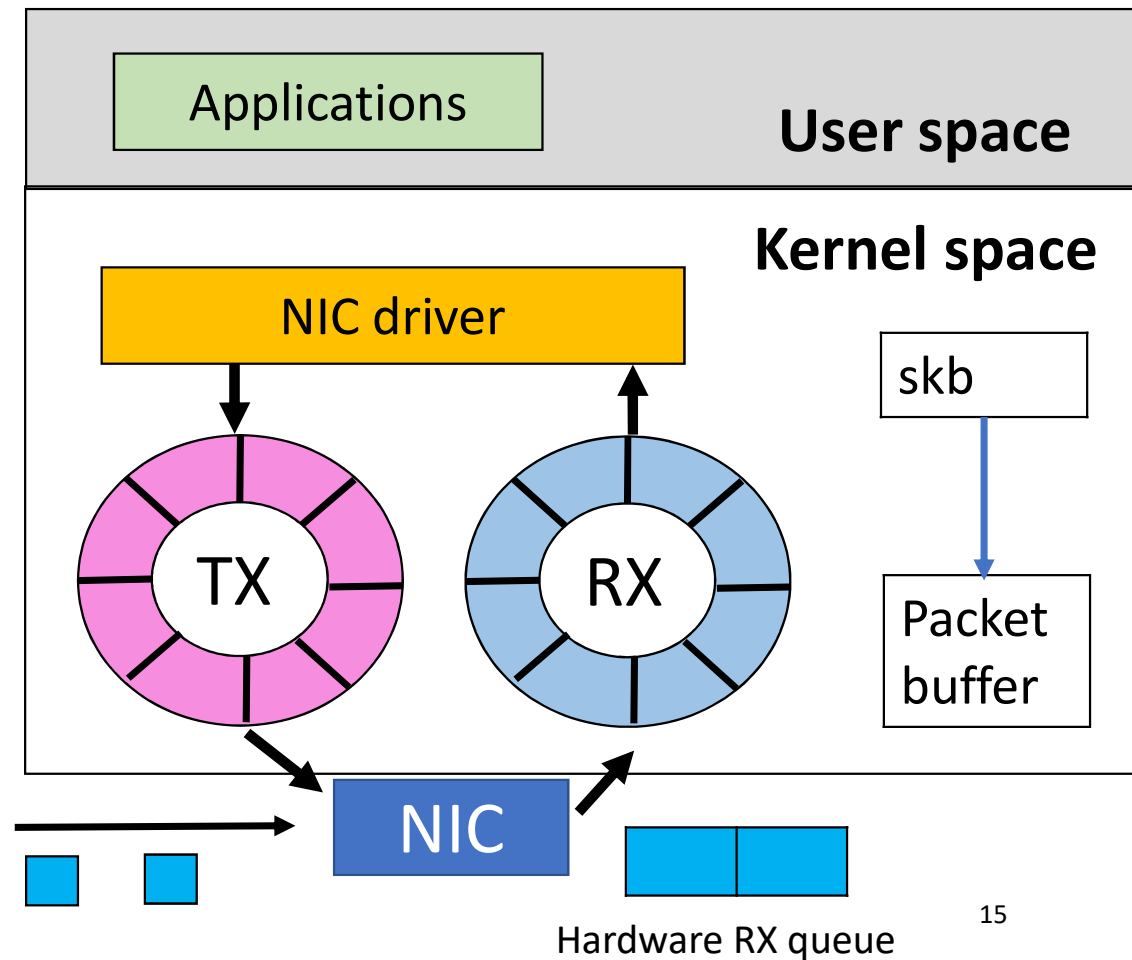 Applications
User space
Kernel space
NIC driver
skb
TX
RX
Packet
buffer
NIC
15
Hardware RX queue